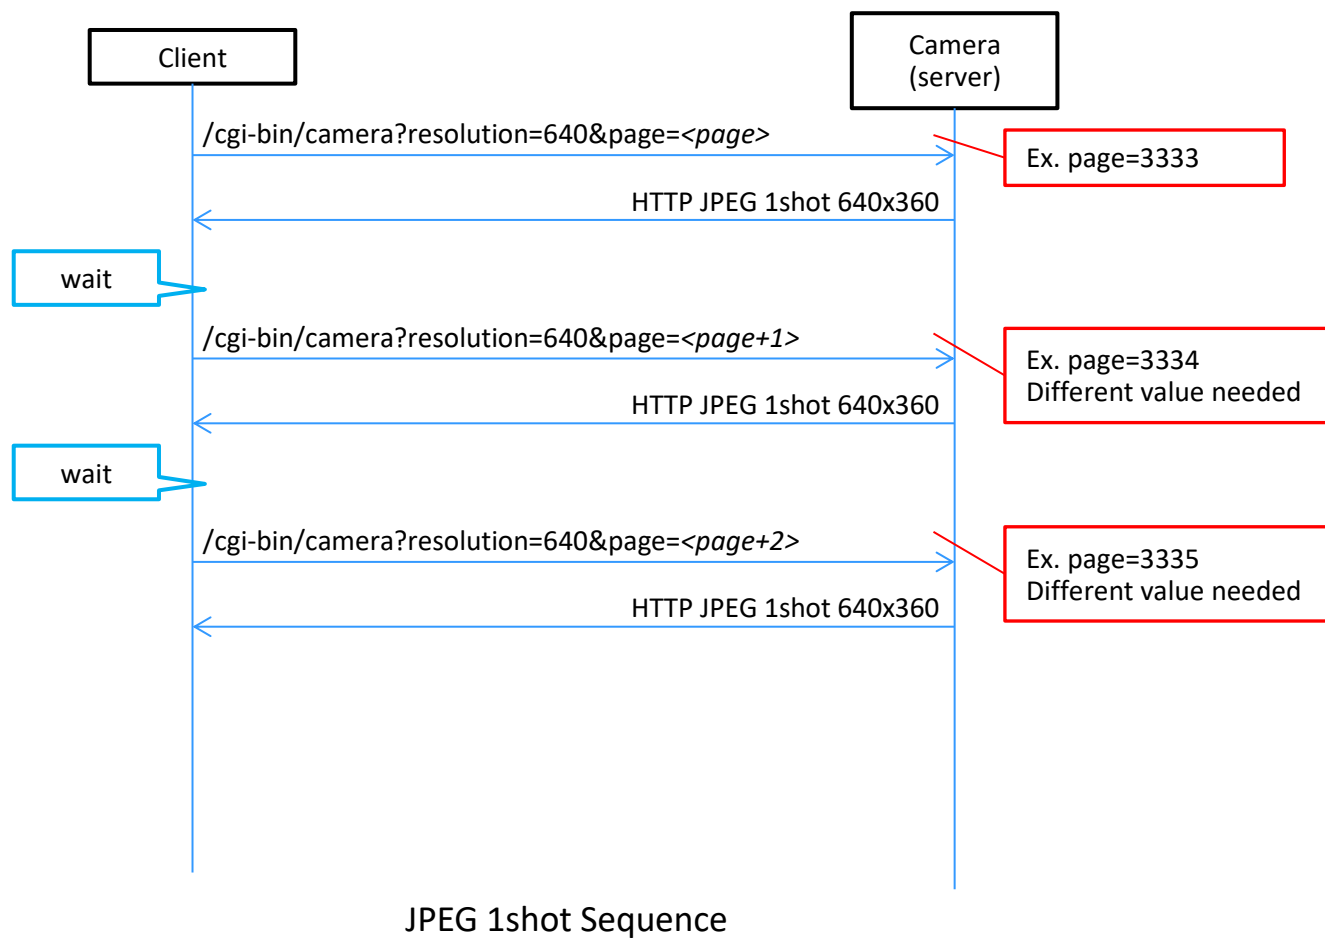 Client
Camera
(server)
/cgi-bin/camera?resolution=640&page=<page>
Ex. page=3333
HTTP JPEG 1shot 640x360
wait
/cgi-bin/camera?resolution=640&page=<page+1>
Ex. page=3334
Different value needed
HTTP JPEG 1shot 640x360
wait
/cgi-bin/camera?resolution=640&page=<page+2>
Ex. page=3335
Different value needed
HTTP JPEG 1shot 640x360
JPEG 1shot Sequence